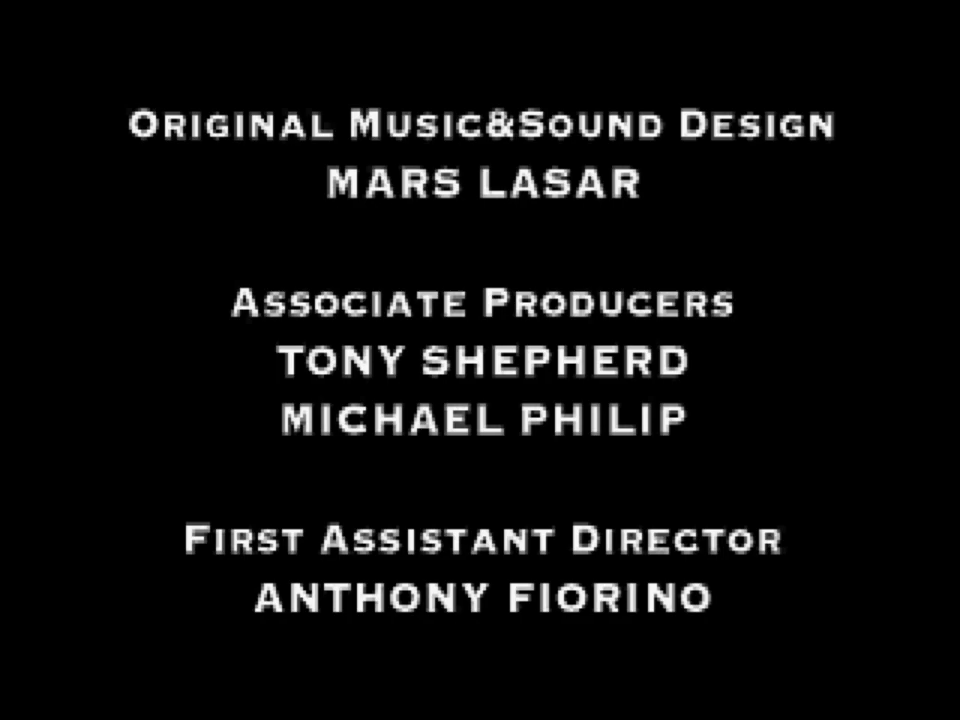 Original Music&Sound Design
MARS LASAR
Associate Producers
TONY SHEPHERD
MICHAEL PHILIP
First Assistant Director
ANTHONY FIORINO